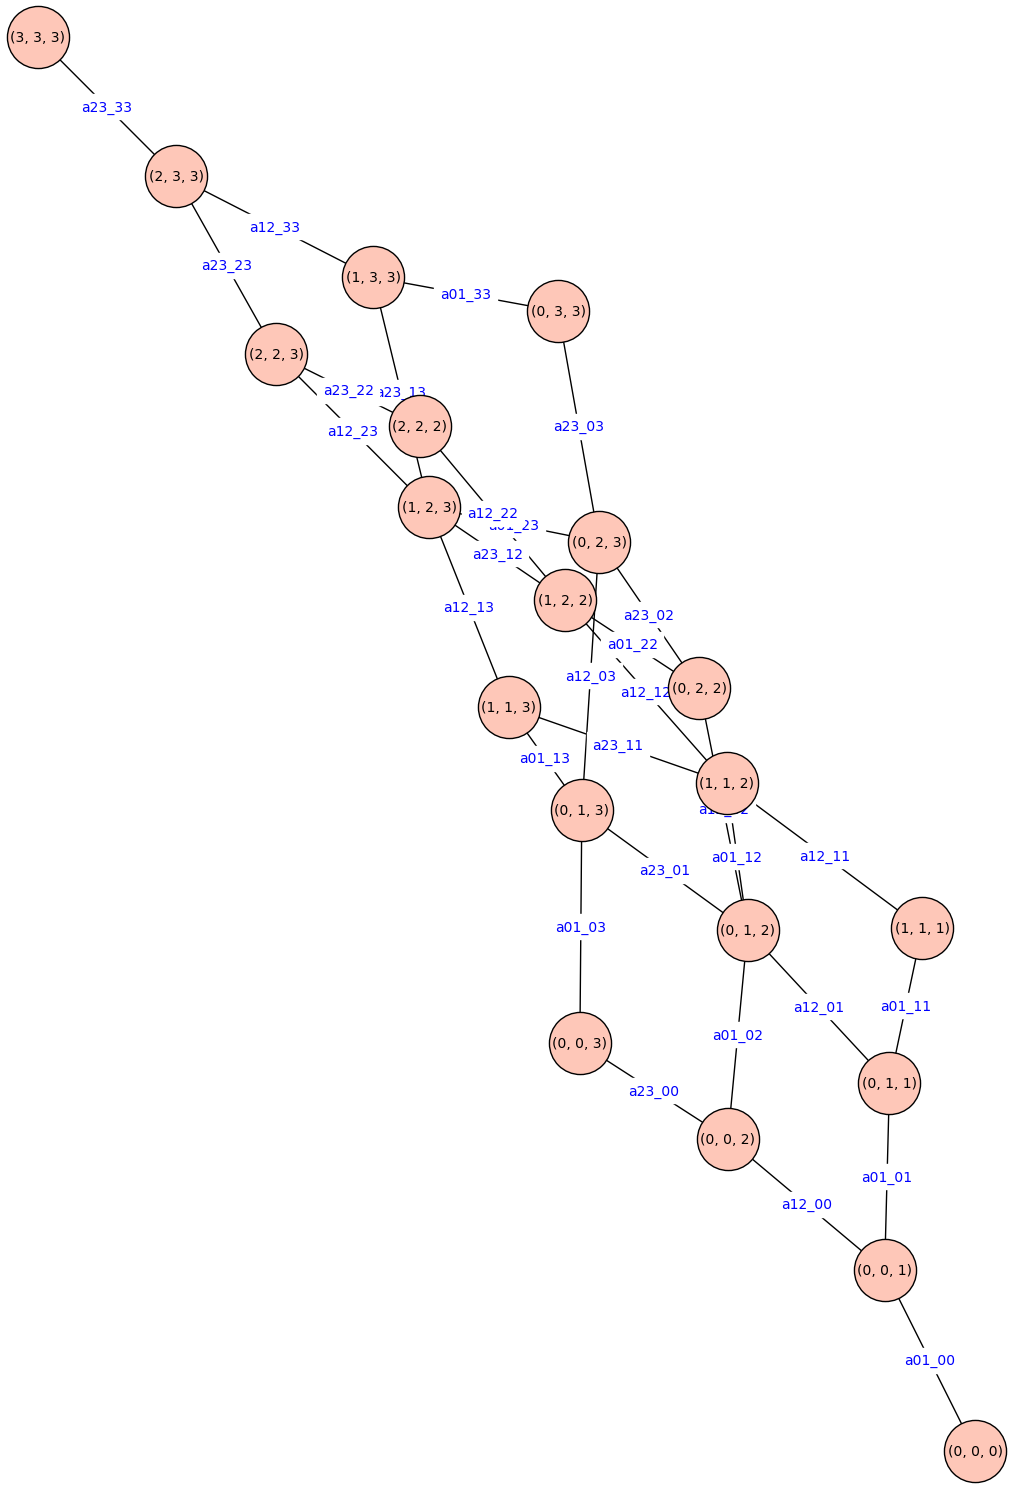 (3, 3, 3)
a23_33
(2, 3, 3)
a12_33
a23_23
(1, 3, 3)
a01_33
(0, 3, 3)
(2, 2, 3)
a23_22
a23_13
(2, 2, 2)
a23_03
a12_23
(1, 2, 3)
a12_22
a01_23
(0, 2, 3)
a23_12
(1, 2, 2)
a12_13
a23_02
a01_22
a12_03
(0, 2, 2)
a12_12
(1, 1, 3)
a23_11
a01_13
(1, 1, 2)
(0, 1, 3)
a01_12
a12_11
a23_01
a01_03
(0, 1, 2)
(1, 1, 1)
a12_01
a01_11
a01_02
(0, 0, 3)
(0, 1, 1)
a23_00
(0, 0, 2)
a01_01
a12_00
(0, 0, 1)
a01_00
(0, 0, 0)